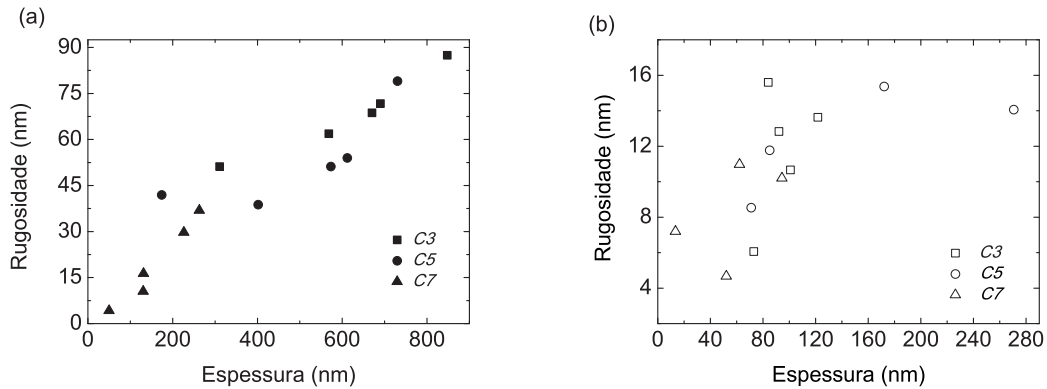 (a)
90
75
60
45
30
15
0
Rugosidade (nm)
C3
C5
C7
0 200 400 600 800
Espessura (nm)
(b)
16
12
8
4
Rugosidade (nm)
C3
C5
C7
0 40 80 120 160 200 240 280
Espessura (nm)